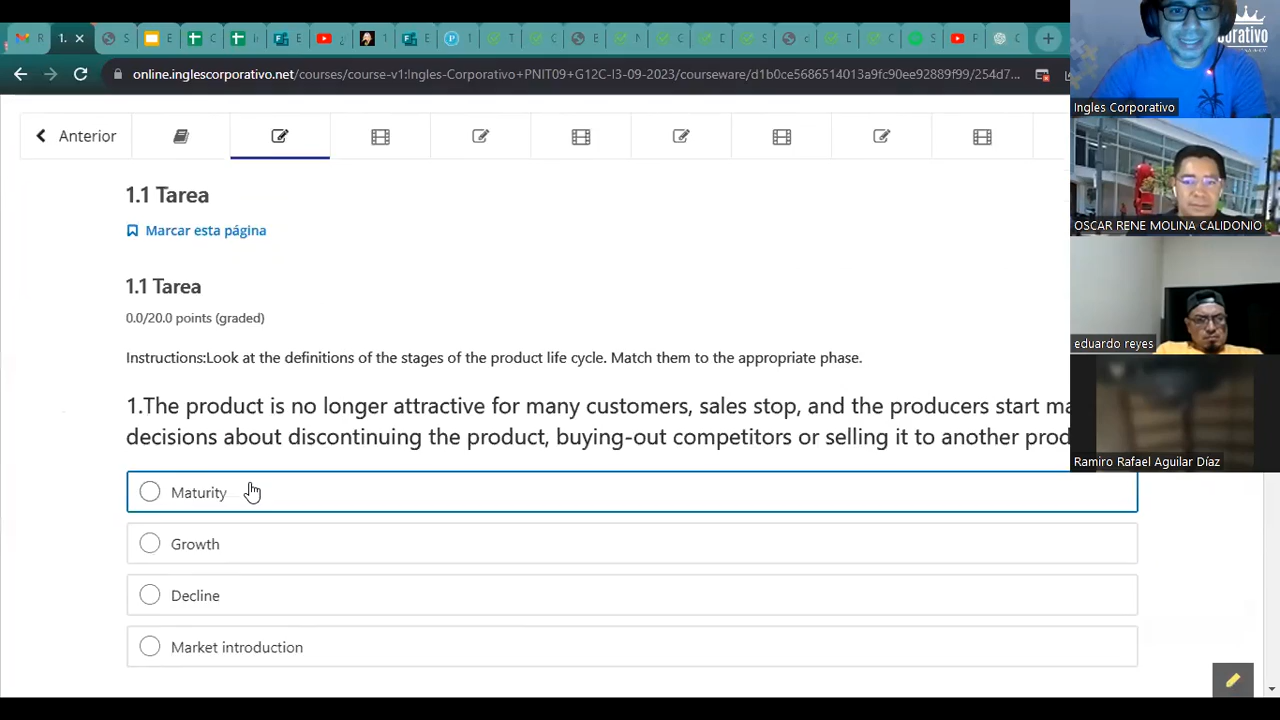 online.inglescorporativo.net/courses/course-v1:Ingles-Corporativo+PNIT09+G12C-I3-09-2023/courseware/d1b0ce5686514013a9fc90ee92889f99/254d7...
Ingles Corporativo
OSCAR RENE MOLINA CALIDONIO
eduardo reyes
Ramiro Rafael Aguilar Díaz
Anterior
1.1 Tarea
Marcar esta página
1.1 Tarea
0.0/20.0 points (graded)
Instructions:Look at the definitions of the stages of the product life cycle. Match them to the appropriate phase.
1.The product is no longer attractive for many customers, sales stop, and the producers start ma
decisions about discontinuing the product, buying-out competitors or selling it to another prod
Maturity
Growth
Decline
Market introduction